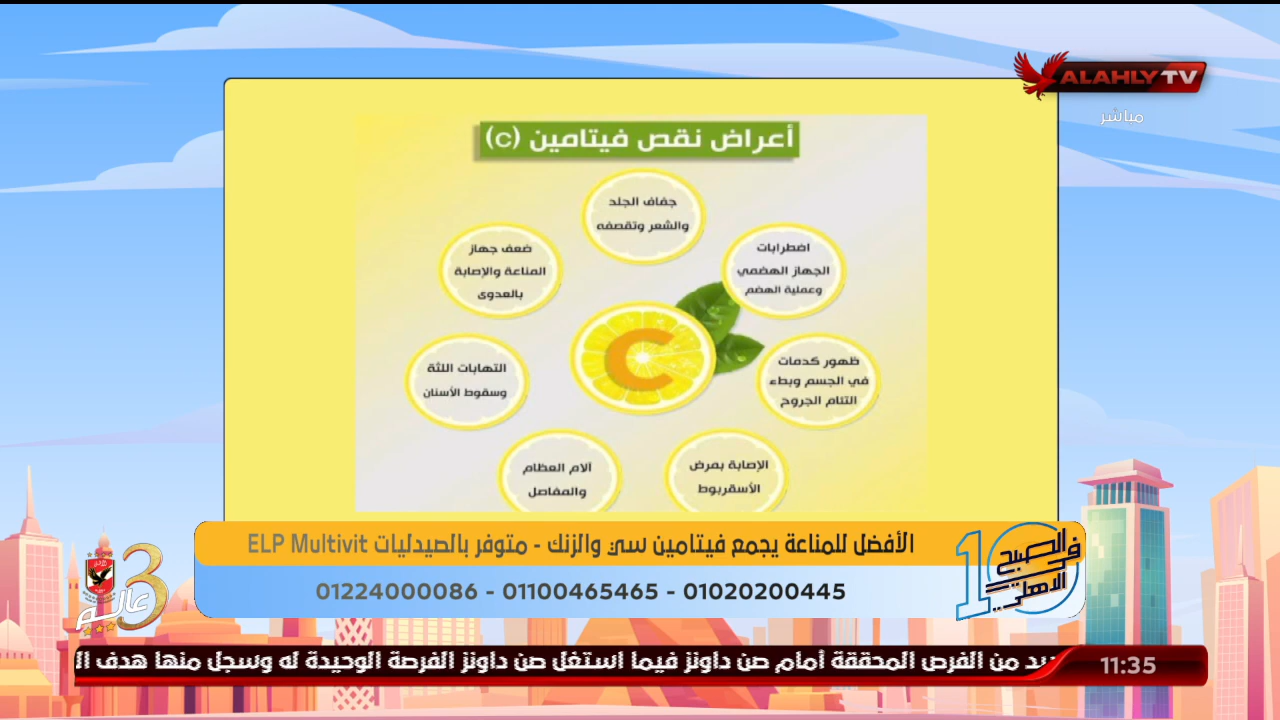 ALAHLY TV
مباشر
أعراض نقص فيتامين (c)
جفاف الجلد
والشعر وتقصفه
اضطرابات
الجهاز الهضمي
وعملية الهضم
ضعف جهاز
المناعة والإصابة
بالعدوى
ظهور كدمات
في الجسم وبطء
التئام الجروح
التهابات اللثة
وسقوط الأسنان
C
الإصابة بمرض
الأسقربوط
آلام العظام
والمفاصل
الأفضل للمناعة يجمع فيتامين سي والزنك - متوفر بالصيدليات ELP Multivit
01224000086 - 01100465465 - 01020200445
10 الصبح في الأهلي..
3 عالم
من الفرص المحققة أمام صن داونز فيما استغل صن داونز الفرصة الوحيدة له وسجل منها هدف
11:35